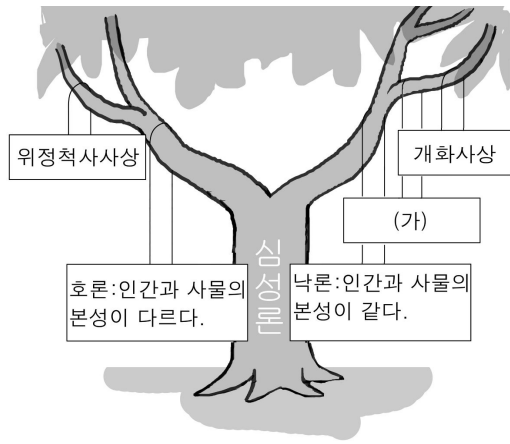 위정척사사상
개화사상
(가)
심성론
호론:인간과 사물의
본성이 다르다.
낙론:인간과 사물의
본성이 같다.